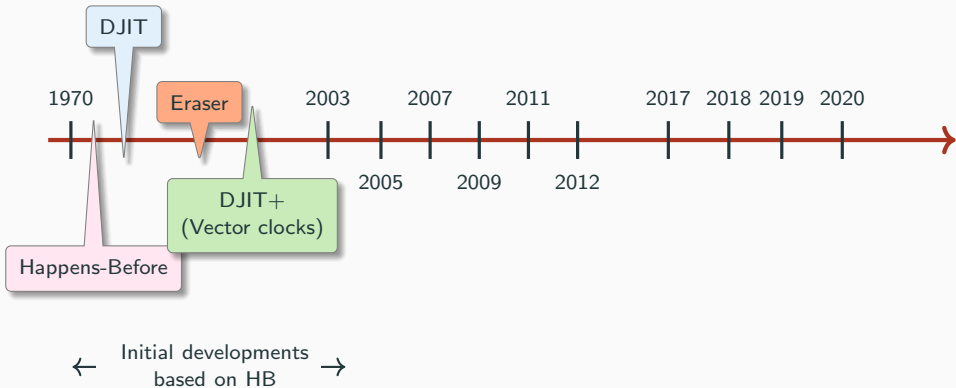 DJIT
1970
Eraser
2003
2007
2011
2017
2018
2019
2020
2005
2009
2012
DJIT+
(Vector clocks)
Happens-Before
Initial developments
based on HB